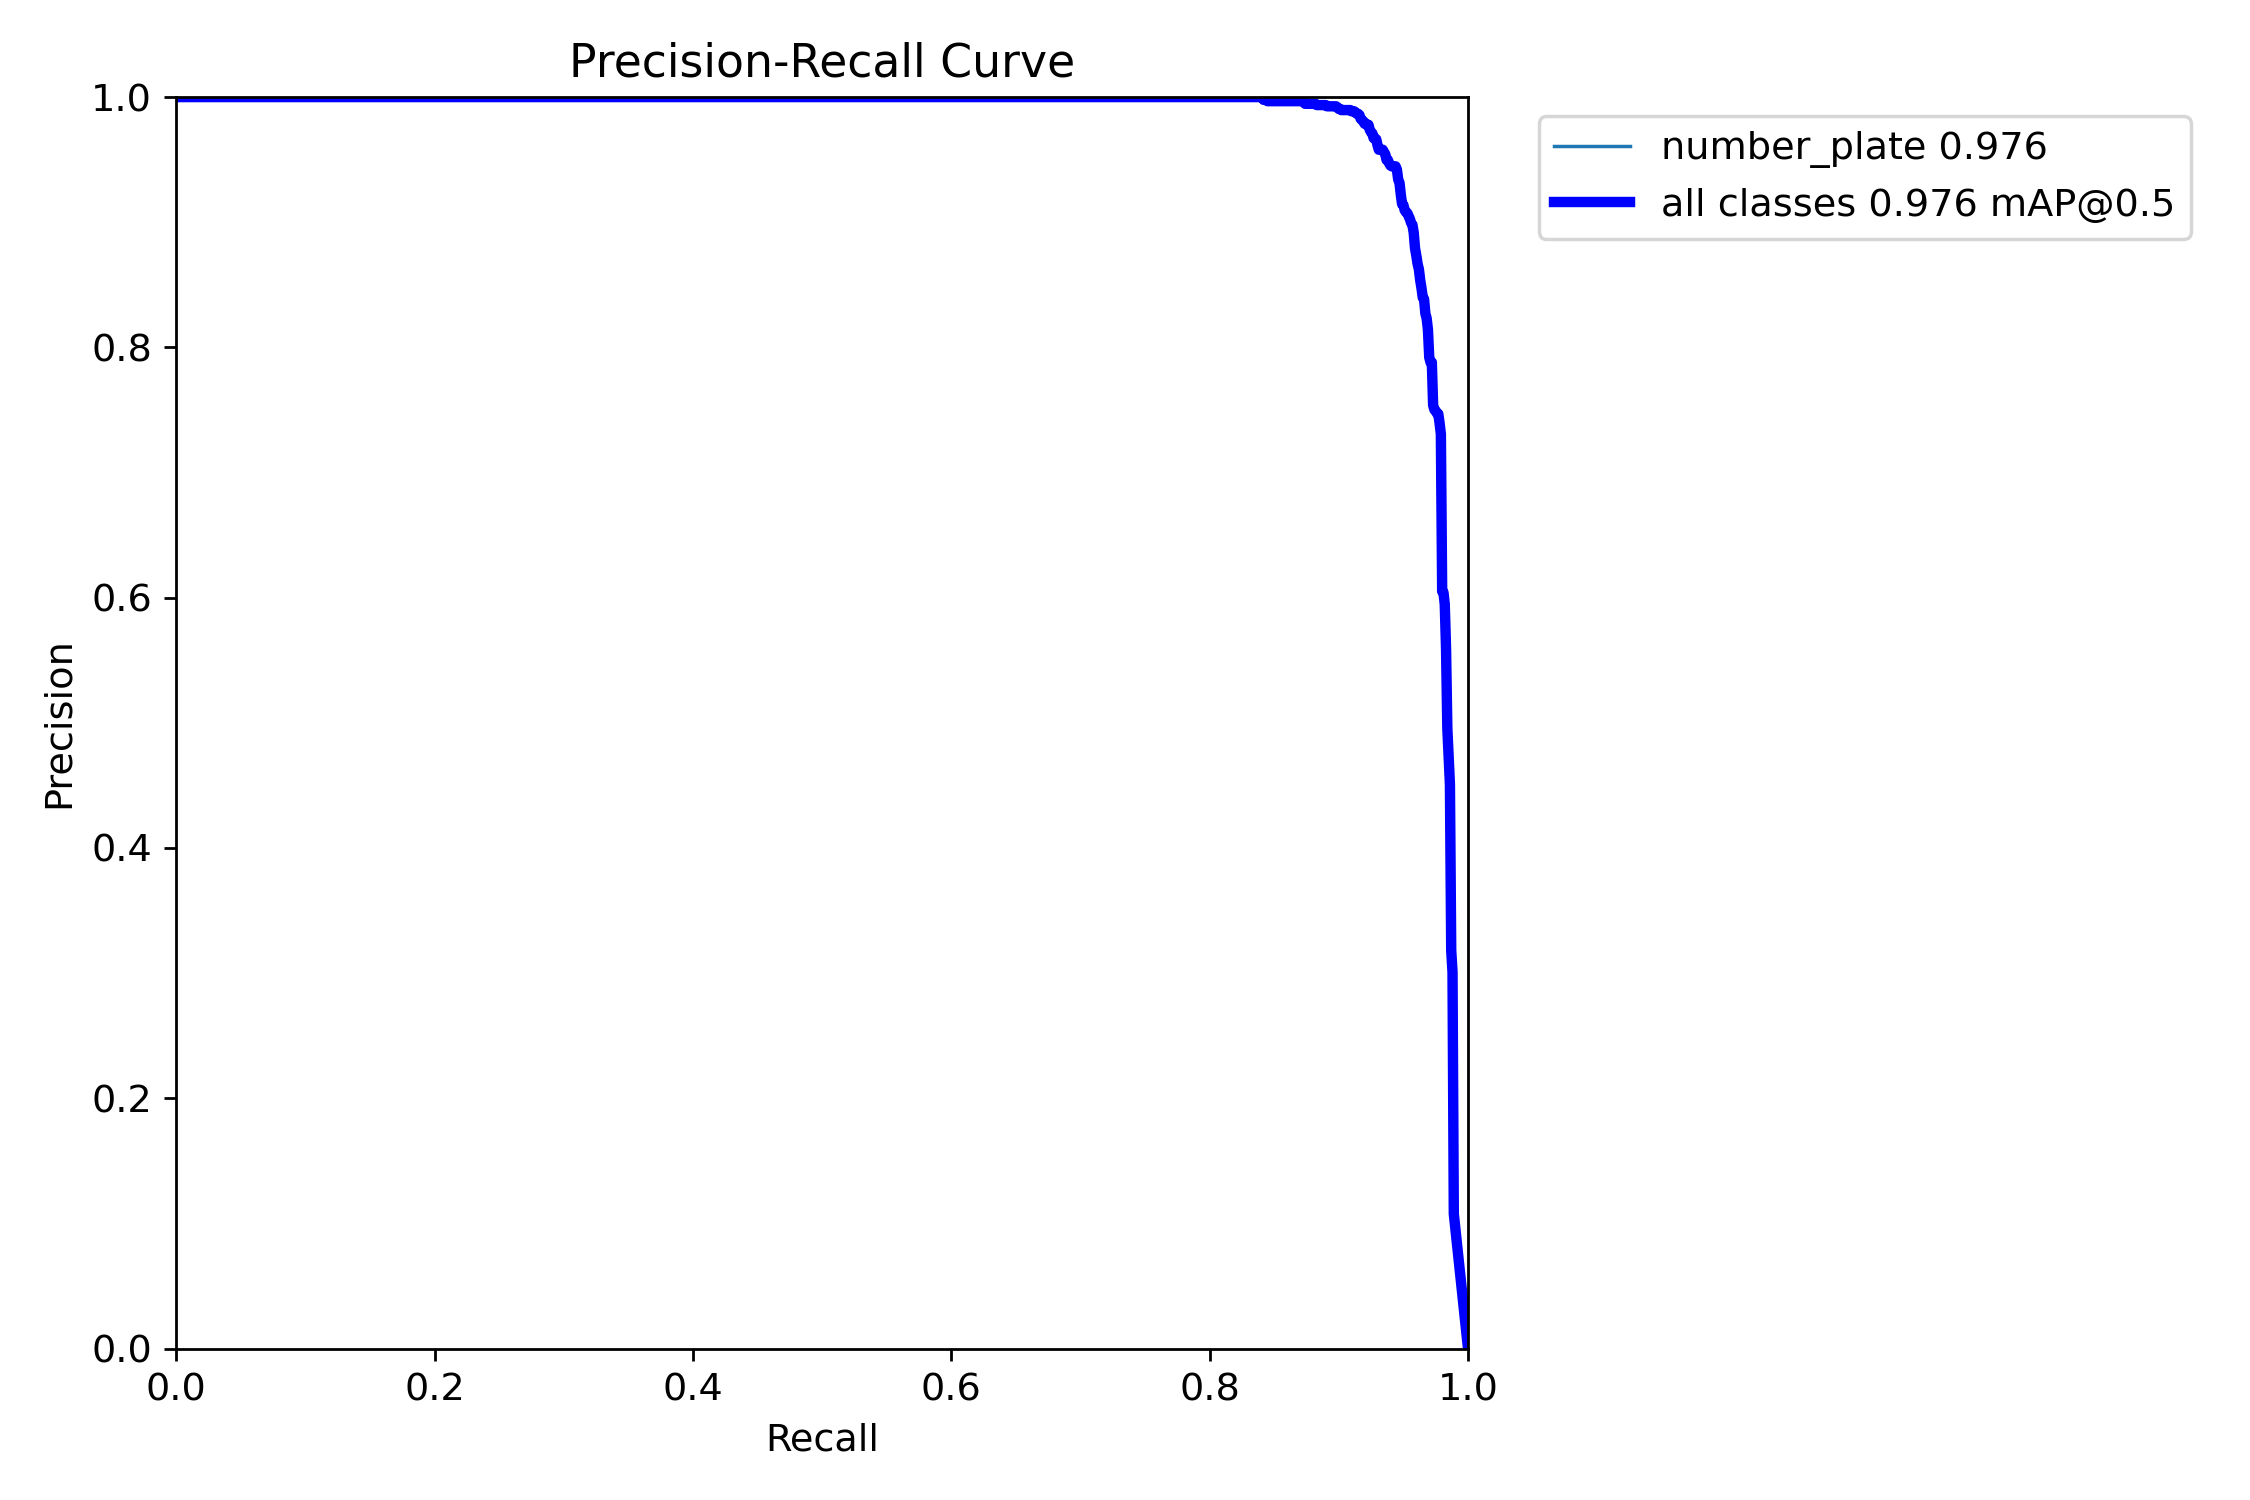 Precision-Recall Curve
number_plate 0.976
all classes 0.976 mAP@0.5
Precision
1.0
0.8
0.6
0.4
0.2
0.0
0.0 0.2 0.4 0.6 0.8 1.0
Recall